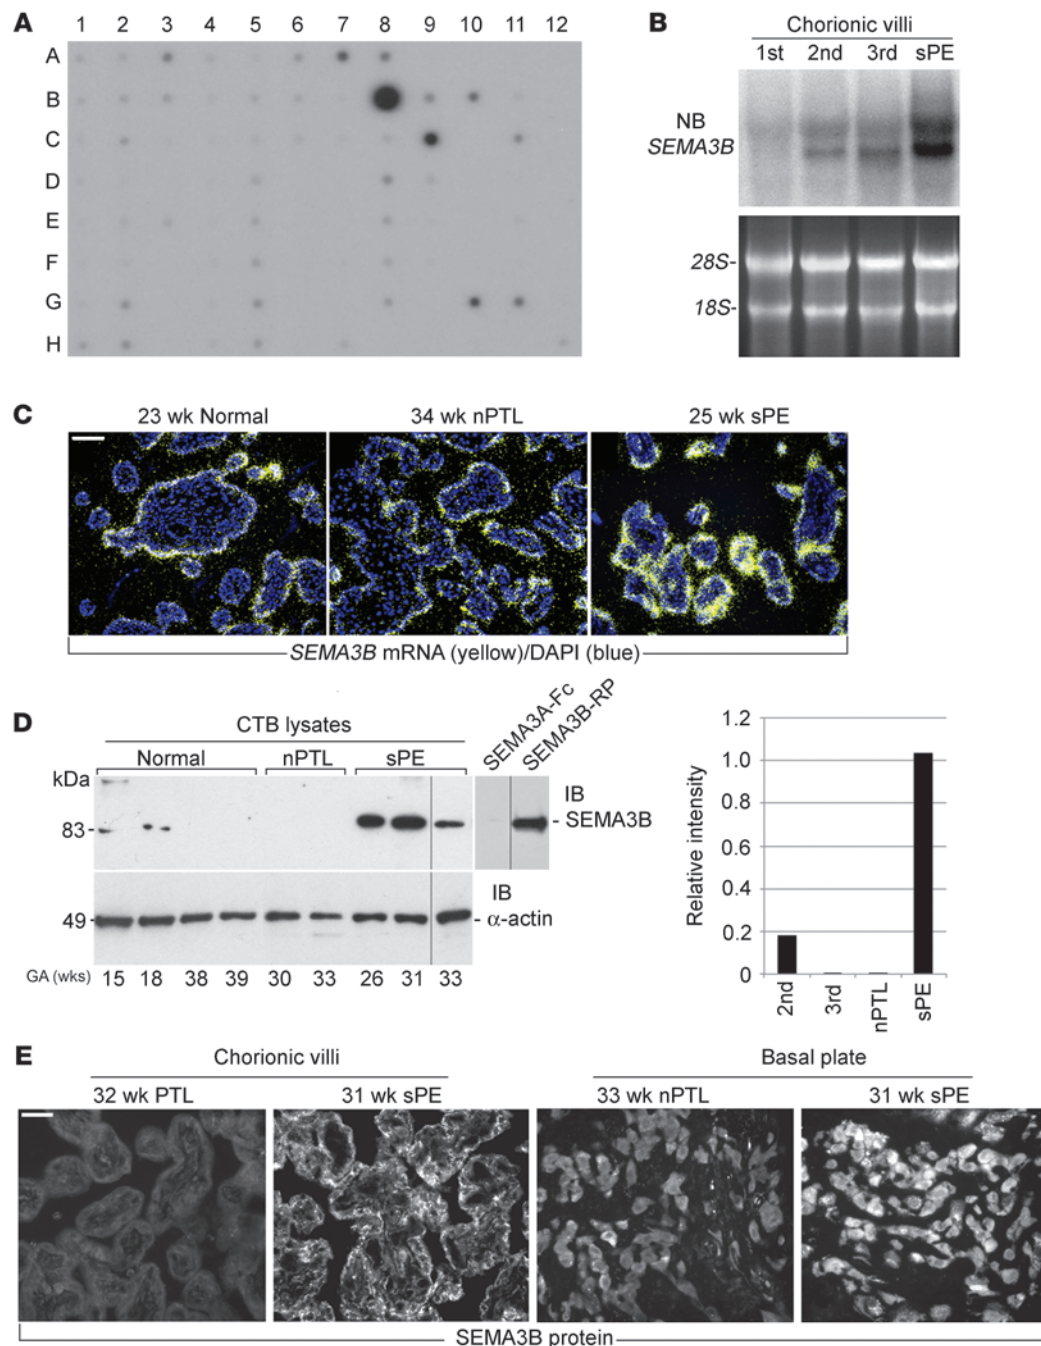 A
1 2 3 4 5 6 7 8 9 10 11 12
A
B
C
D
E
F
G
H
B
Chorionic villi
1st 2nd 3rd sPE
NB
SEMA3B
28S-
18S-
C
23 wk Normal 34 wk nPTL 25 wk sPE
SEMA3B mRNA (yellow)/DAPI (blue)
D
CTB lysates
Normal nPTL sPE
SEMA3A-Fc
SEMA3B-RP
kDa
83-
IB
- SEMA3B
49-
IB
- α-actin
GA (wks) 15 18 38 39 30 33 26 31 33
Relative intensity
1.2
1.0
0.8
0.6
0.4
0.2
0
2nd
3rd
nPTL
sPE
E
Chorionic villi Basal plate
32 wk PTL 31 wk sPE 33 wk nPTL 31 wk sPE
SEMA3B protein